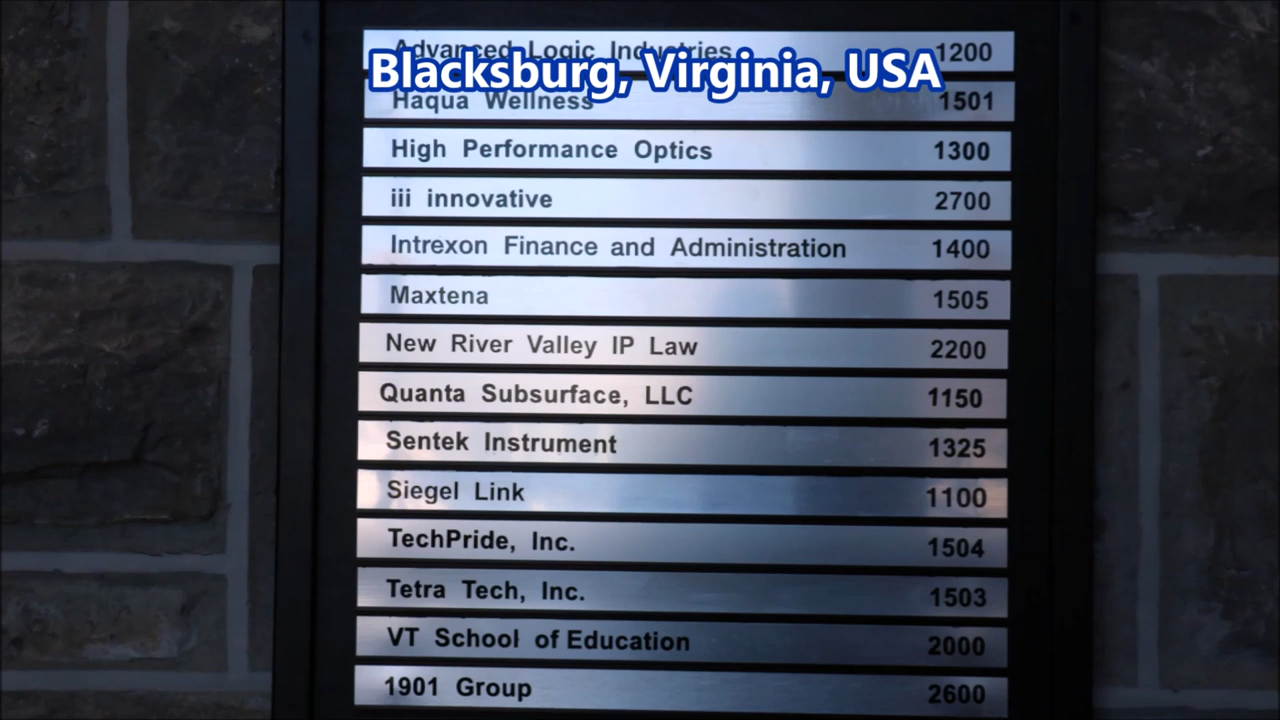 Advanced Logic Industries 1200
Blacksburg, Virginia, USA
Haqua Wellness 1501
High Performance Optics 1300
iii innovative 2700
Intrexon Finance and Administration 1400
Maxtena 1505
New River Valley IP Law 2200
Quanta Subsurface, LLC 1150
Sentek Instrument 1325
Siegel Link 1100
TechPride, Inc. 1504
Tetra Tech, Inc. 1503
VT School of Education 2000
1901 Group 2600